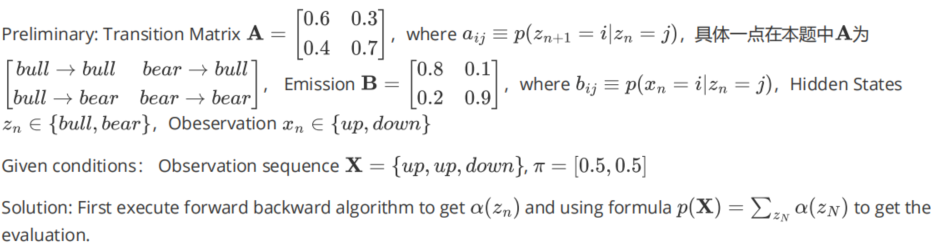 Preliminary: Transition Matrix $\mathbf{A} = \begin{bmatrix} 0.6 & 0.3 \\ 0.4 & 0.7 \end{bmatrix}$, where $a_{ij} \equiv p(z_{n+1} = i|z_n = j)$, 具体一点在本题中$\mathbf{A}$为
$\begin{bmatrix} bull \to bull & bear \to bull \\ bull \to bear & bear \to bear \end{bmatrix}$, Emission $\mathbf{B} = \begin{bmatrix} 0.8 & 0.1 \\ 0.2 & 0.9 \end{bmatrix}$, where $b_{ij} \equiv p(x_n = i|z_n = j)$, Hidden States
$z_n \in \{bull, bear\}$, Obeservation $x_n \in \{up, down\}$
Given conditions: Observation sequence $\mathbf{X} = \{up, up, down\}, \pi = [0.5, 0.5]$
Solution: First execute forward backward algorithm to get $\alpha(z_n)$ and using formula $p(\mathbf{X}) = \sum_{z_N} \alpha(z_N)$ to get the
evaluation.